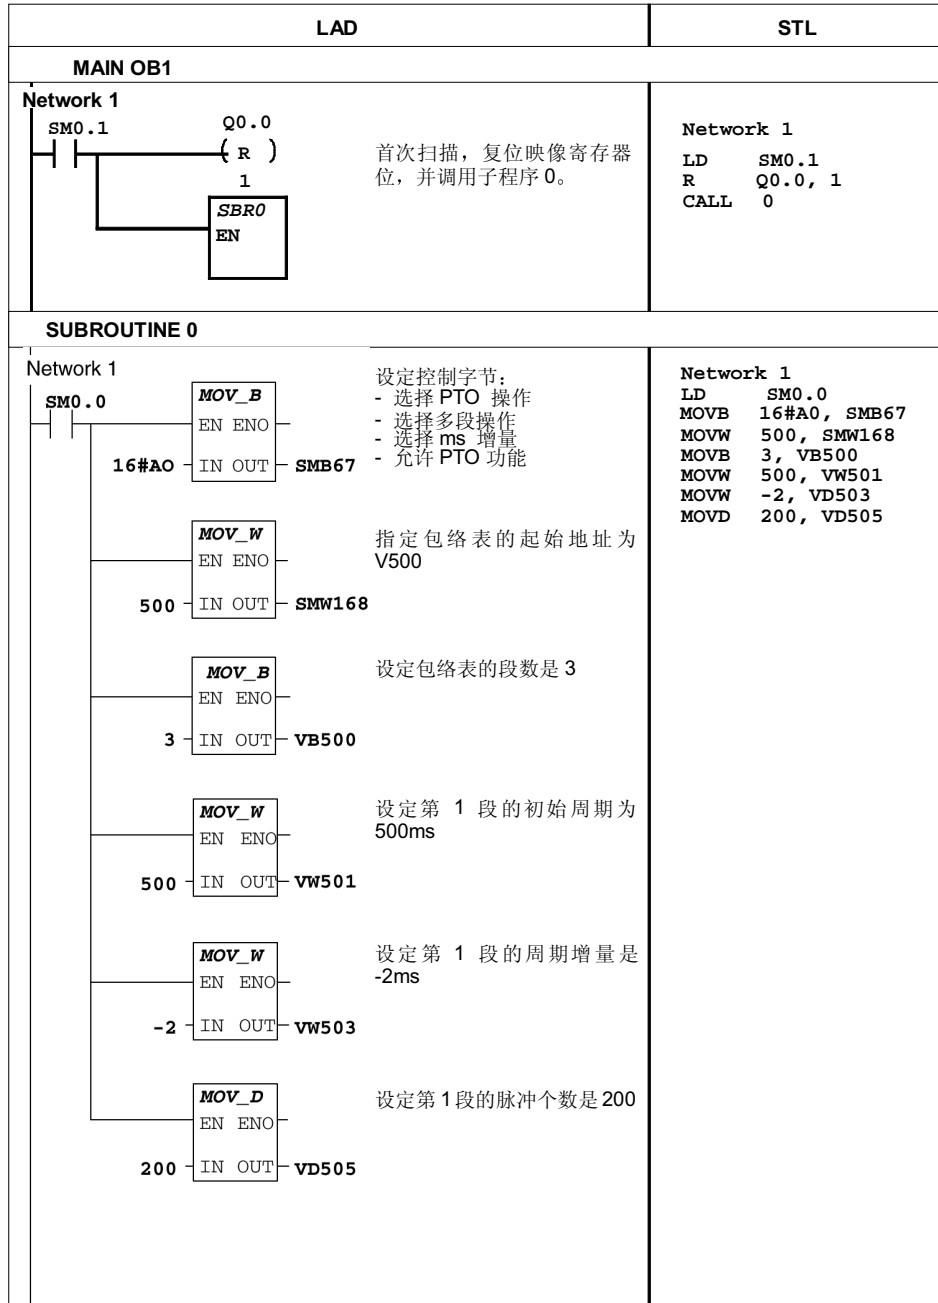 LAD
STL
MAIN OB1
Network 1
SM0.1
Q0.0
( R )
1
SBR0
EN
首次扫描，复位映像寄存器
位，并调用子程序 0。
Network 1
LD SM0.1
R Q0.0, 1
CALL 0
SUBROUTINE 0
Network 1
SM0.0
MOV_B
EN ENO
16#AO IN OUT SMB67
设定控制字节：
- 选择 PTO 操作
- 选择多段操作
- 选择 ms 增量
- 允许 PTO 功能
MOV_W
EN ENO
500 IN OUT SMW168
指定包络表的起始地址为
V500
MOV_B
EN ENO
3 IN OUT VB500
设定包络表的段数是 3
MOV_W
EN ENO
500 IN OUT VW501
设定第 1 段的初始周期为
500ms
MOV_W
EN ENO
-2 IN OUT VW503
设定第 1 段的周期增量是
-2ms
MOV_D
EN ENO
200 IN OUT VD505
设定第 1 段的脉冲个数是 200
Network 1
LD SM0.0
MOVB 16#A0, SMB67
MOVW 500, SMW168
MOVB 3, VB500
MOVW 500, VW501
MOVW -2, VD503
MOVD 200, VD505